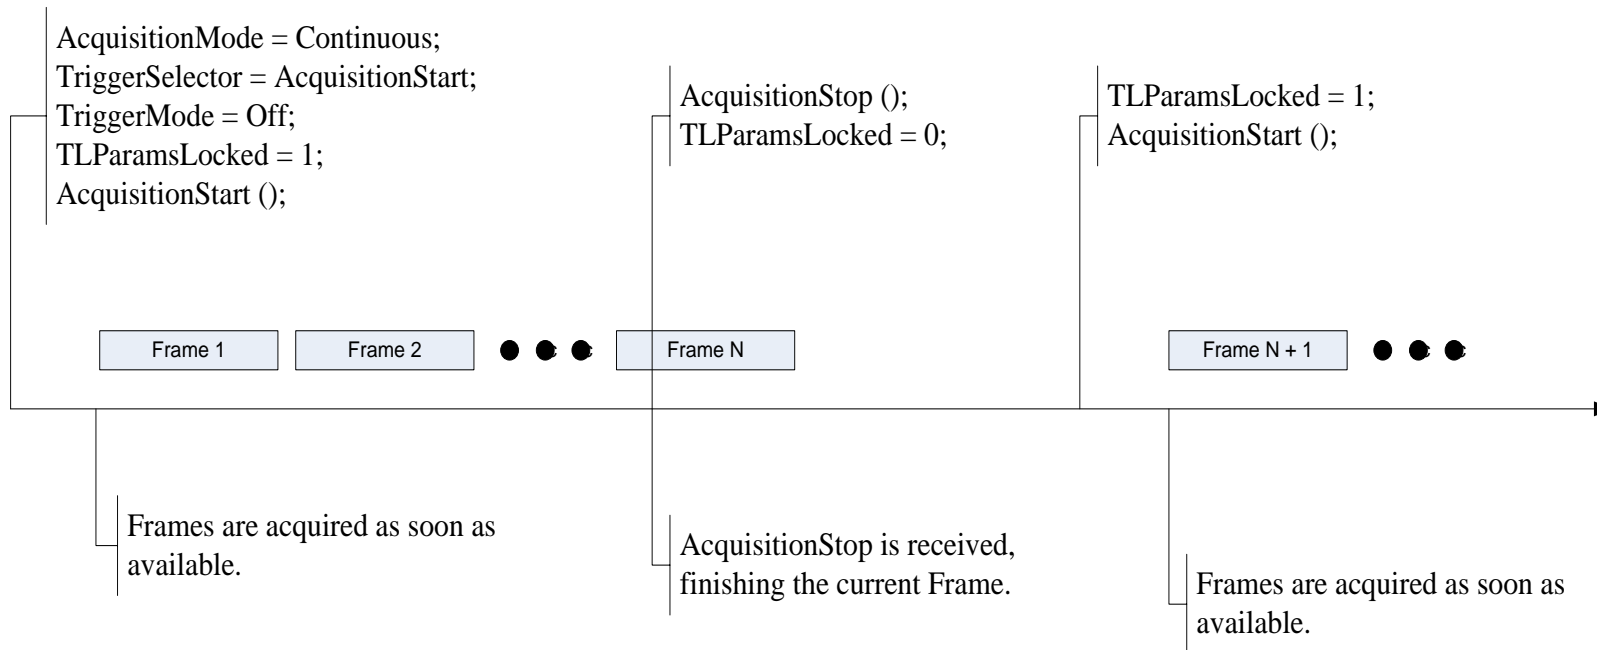 AcquisitionMode = Continuous;
TriggerSelector = AcquisitionStart;
TriggerMode = Off;
TLParamsLocked = 1;
AcquisitionStart ();
AcquisitionStop ();
TLParamsLocked = 0;
TLParamsLocked = 1;
AcquisitionStart ();
Frame 1
Frame 2
Frame N
Frame N + 1
Frames are acquired as soon as
available.
AcquisitionStop is received,
finishing the current Frame.
Frames are acquired as soon as
available.